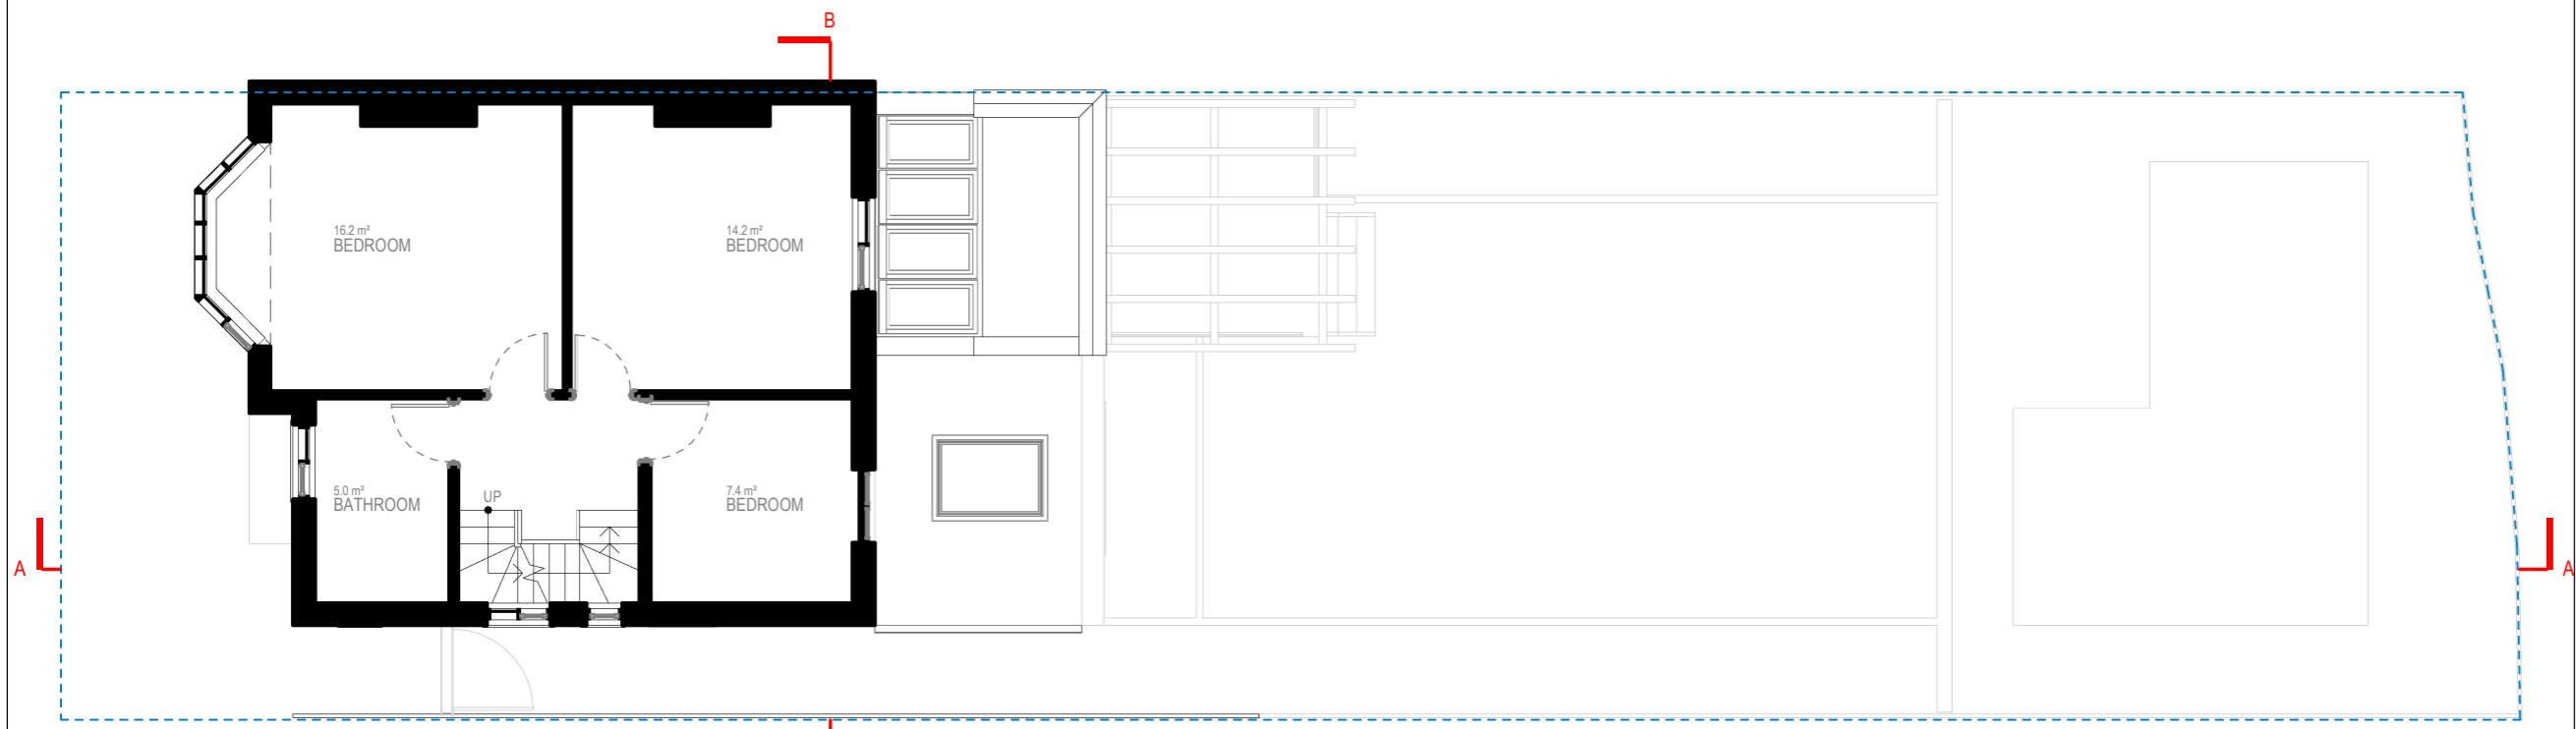 B
16.2 m²
BEDROOM
14.2 m²
BEDROOM
5.0 m²
BATHROOM
UP
7.4 m²
BEDROOM
A
A